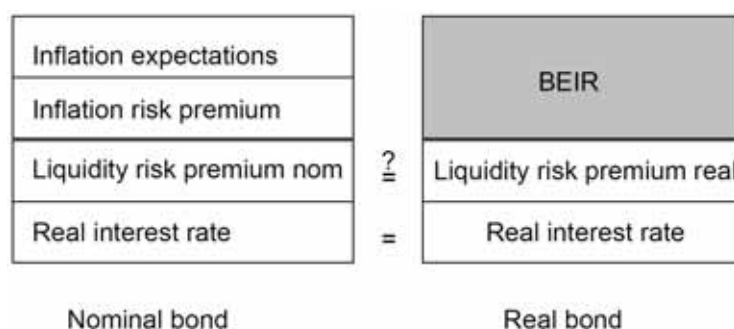 Inflation expectations
BEIR
Inflation risk premium
Liquidity risk premium nom
?
=
Liquidity risk premium real
Real interest rate
=
Real interest rate
Nominal bond
Real bond